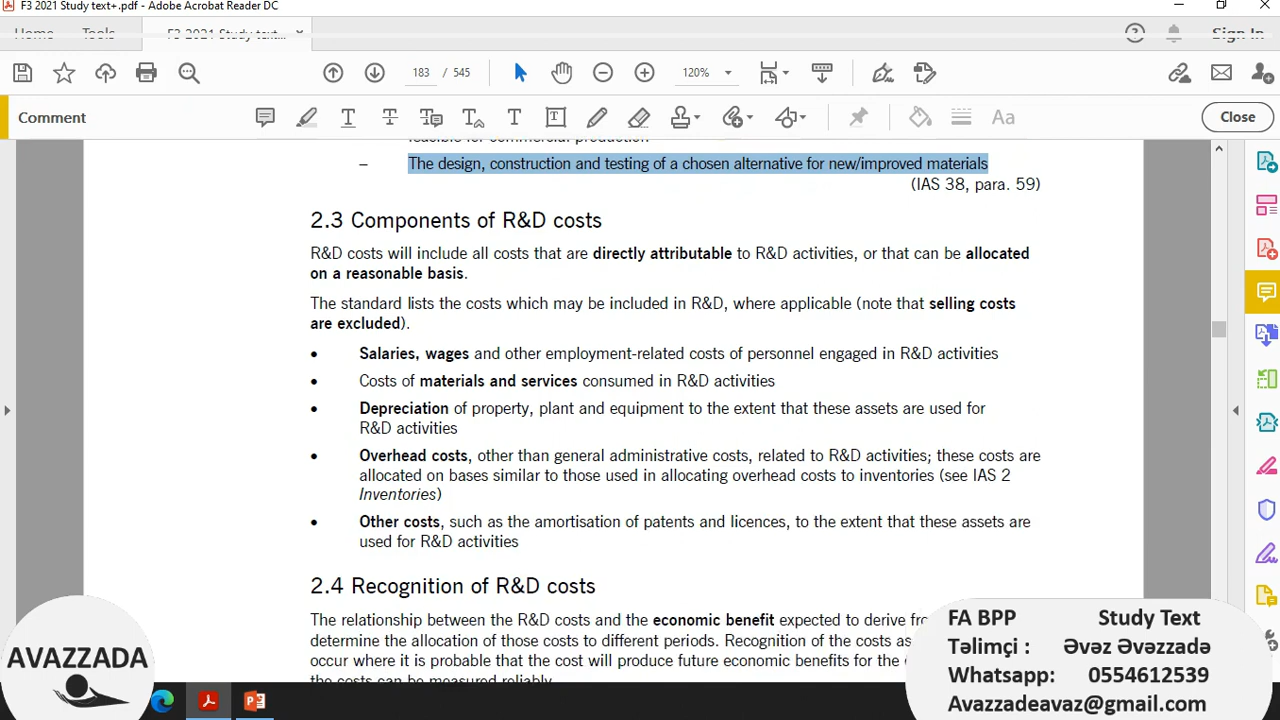 F3 2021 Study text+.pdf - Adobe Acrobat Reader DC
Home Tools F3 2021 Study text... Sign In
183 / 545 120%
Comment Close
feasible for commercial production
– The design, construction and testing of a chosen alternative for new/improved materials
(IAS 38, para. 59)
2.3 Components of R&D costs
R&D costs will include all costs that are directly attributable to R&D activities, or that can be allocated
on a reasonable basis.
The standard lists the costs which may be included in R&D, where applicable (note that selling costs
are excluded).
• Salaries, wages and other employment-related costs of personnel engaged in R&D activities
• Costs of materials and services consumed in R&D activities
• Depreciation of property, plant and equipment to the extent that these assets are used for
R&D activities
• Overhead costs, other than general administrative costs, related to R&D activities; these costs are
allocated on bases similar to those used in allocating overhead costs to inventories (see IAS 2
Inventories)
• Other costs, such as the amortisation of patents and licences, to the extent that these assets are
used for R&D activities
2.4 Recognition of R&D costs
The relationship between the R&D costs and the economic benefit expected to derive
determine the allocation of those costs to different periods. Recognition of the costs as
occur where it is probable that the cost will produce future economic benefits for the
the costs can be measured reliably
AVAZZADA
FA BPP Study Text
Təlimçi : Əvəz Əvəzzadə
Whatsapp: 0554612539
Avazzadeavaz@gmail.com